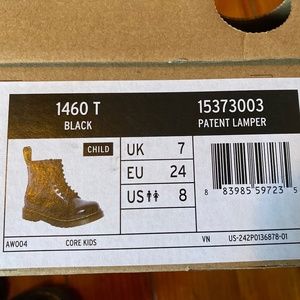 1460 T
BLACK
15373003
PATENT LAMPER
CHILD
UK 7
EU 24
US 8
8 83985 59723 5
AW004 CORE KIDS VN US-242P0136878-01